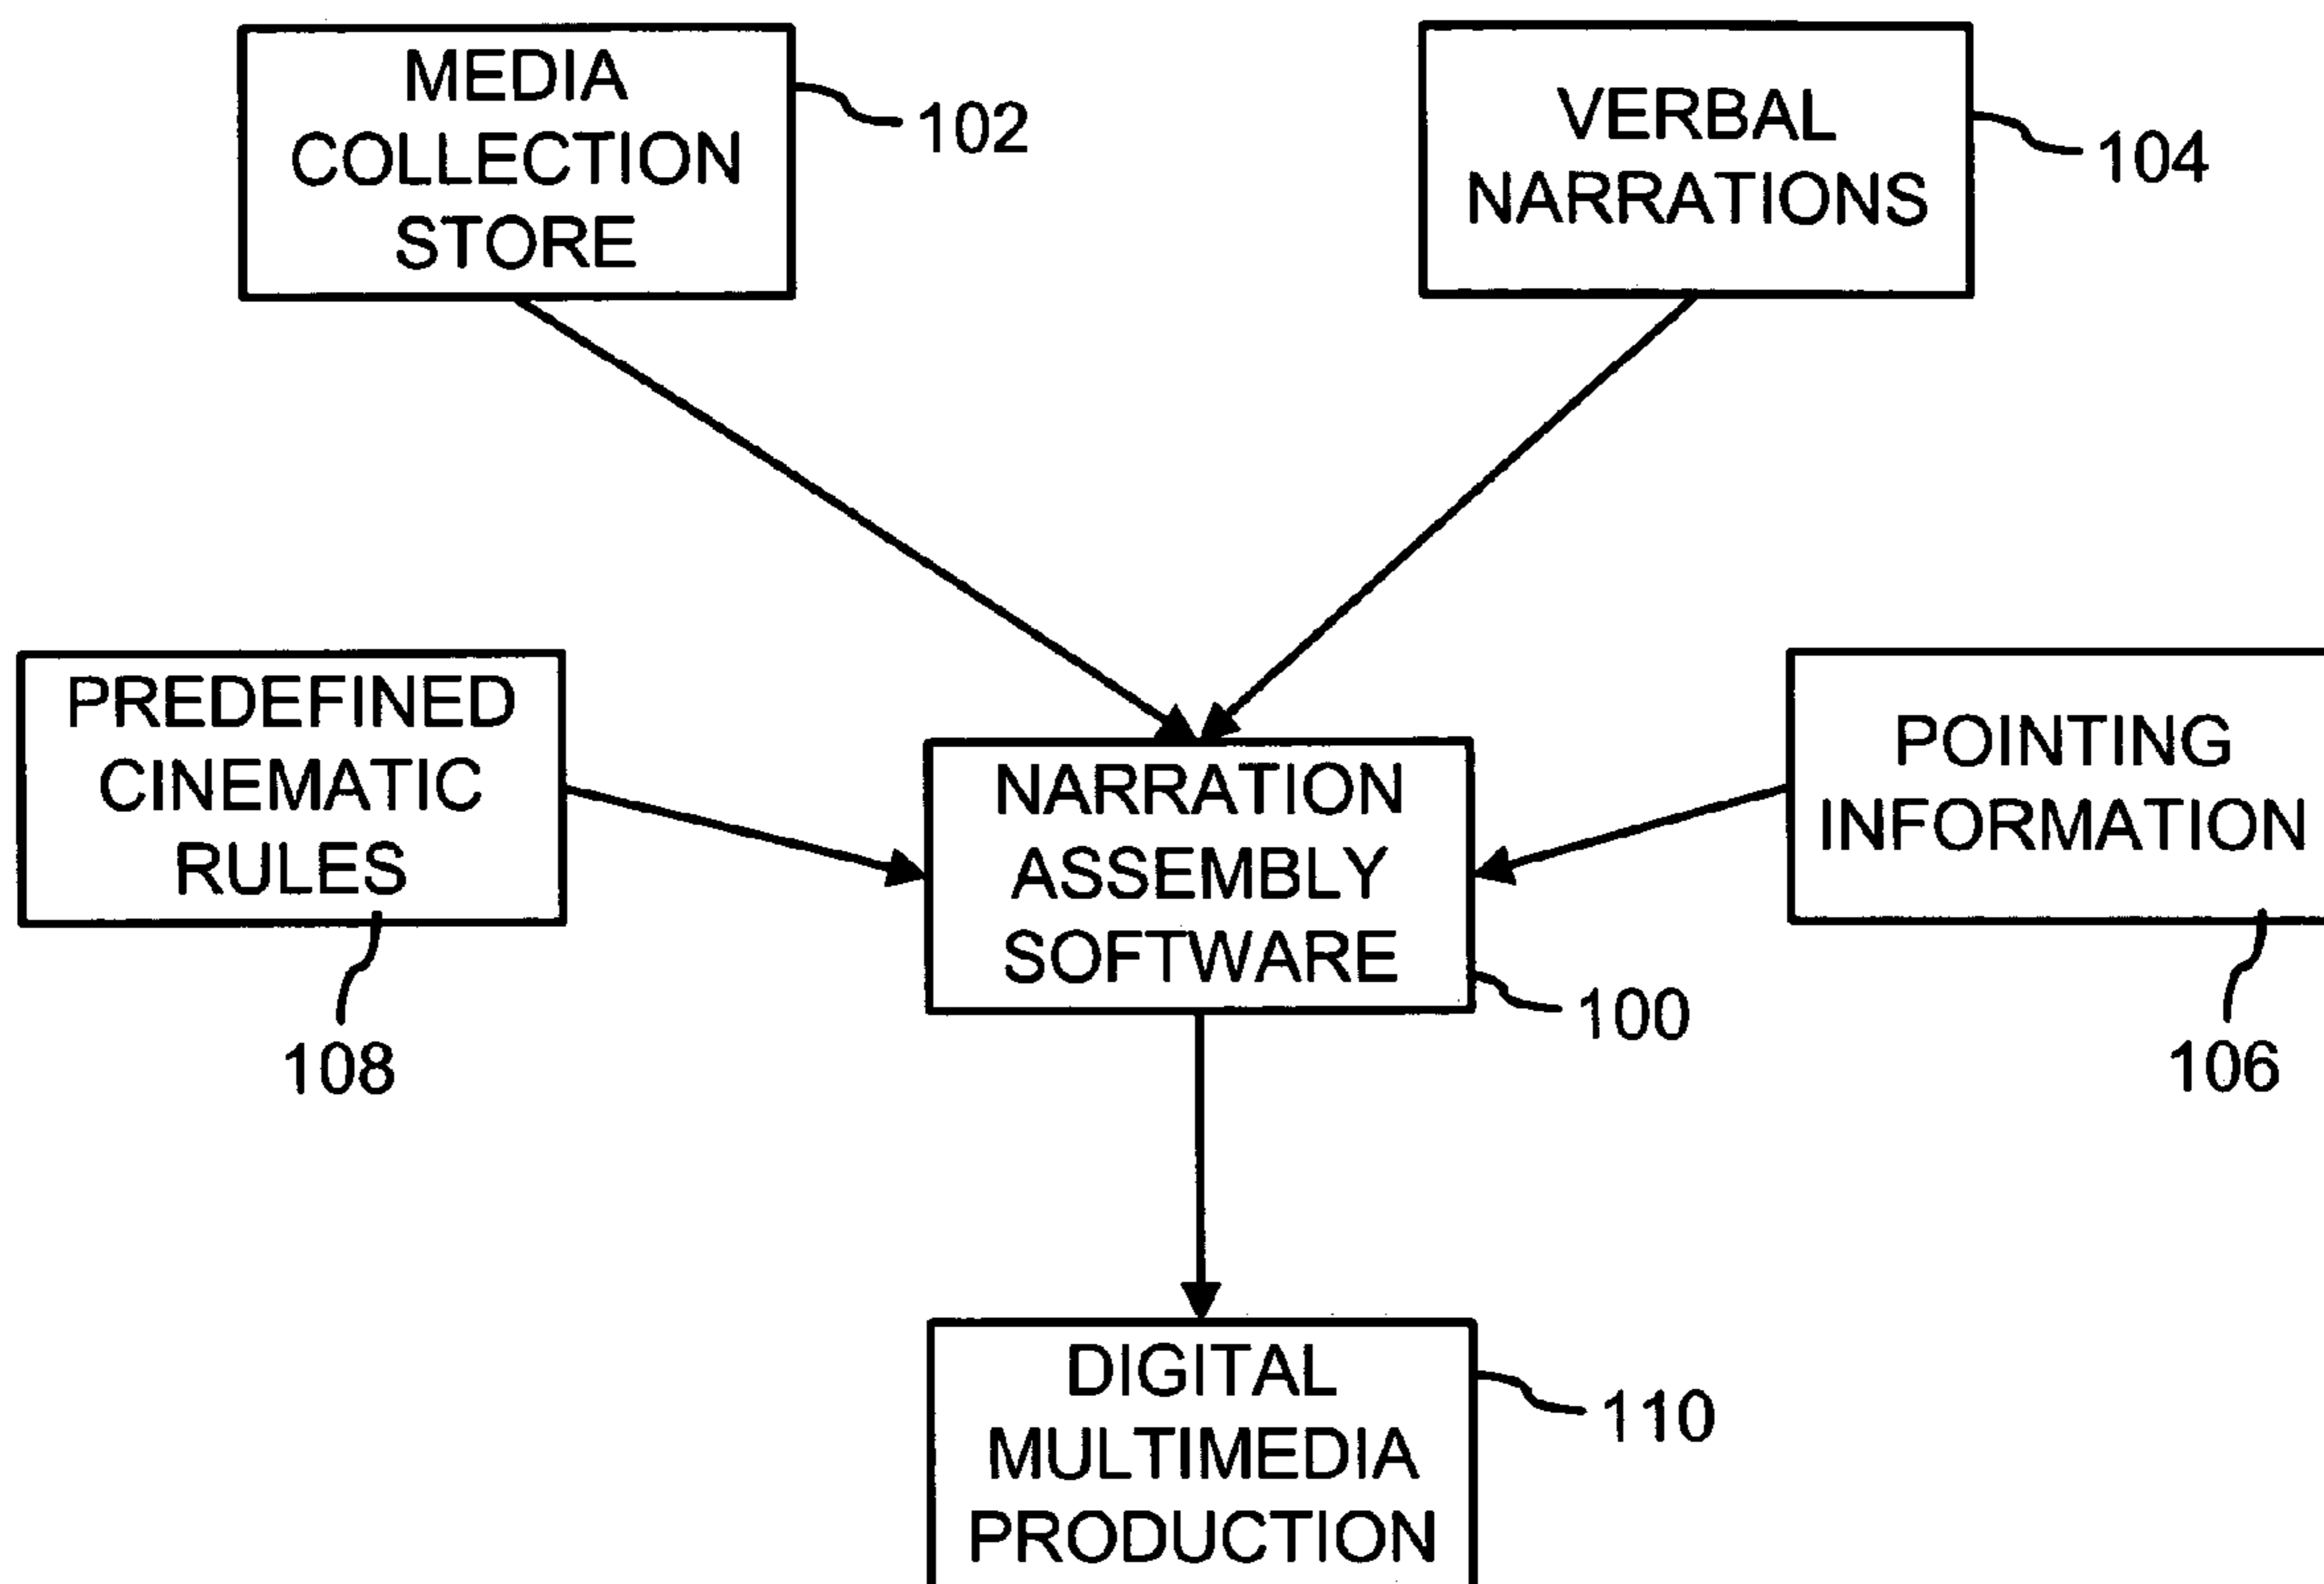 MEDIA
COLLECTION
STORE
102
VERBAL
NARRATIONS
104
PREDEFINED
CINEMATIC
RULES
108
NARRATION
ASSEMBLY
SOFTWARE
100
POINTING
INFORMATION
106
DIGITAL
MULTIMEDIA
PRODUCTION
110